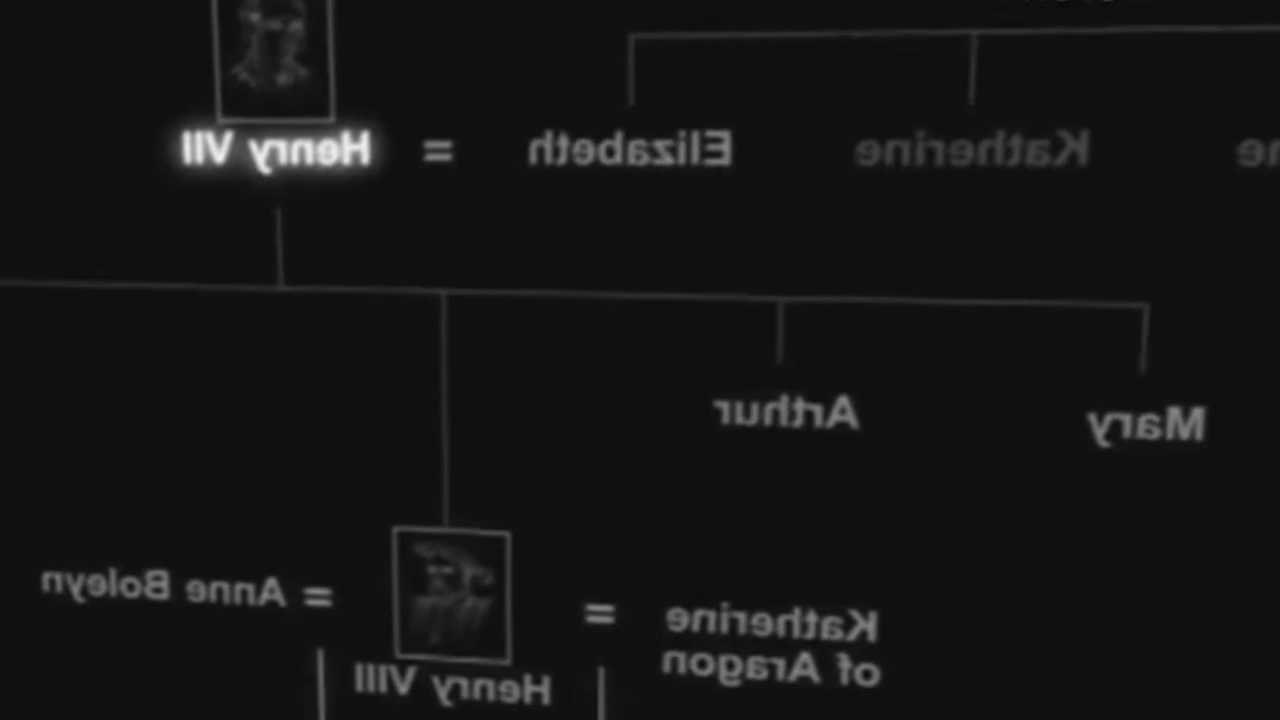 Henry VII = Elizabeth Katherine
Arthur Mary
Anne Boleyn = = Katherine
of Aragon
Henry VIII